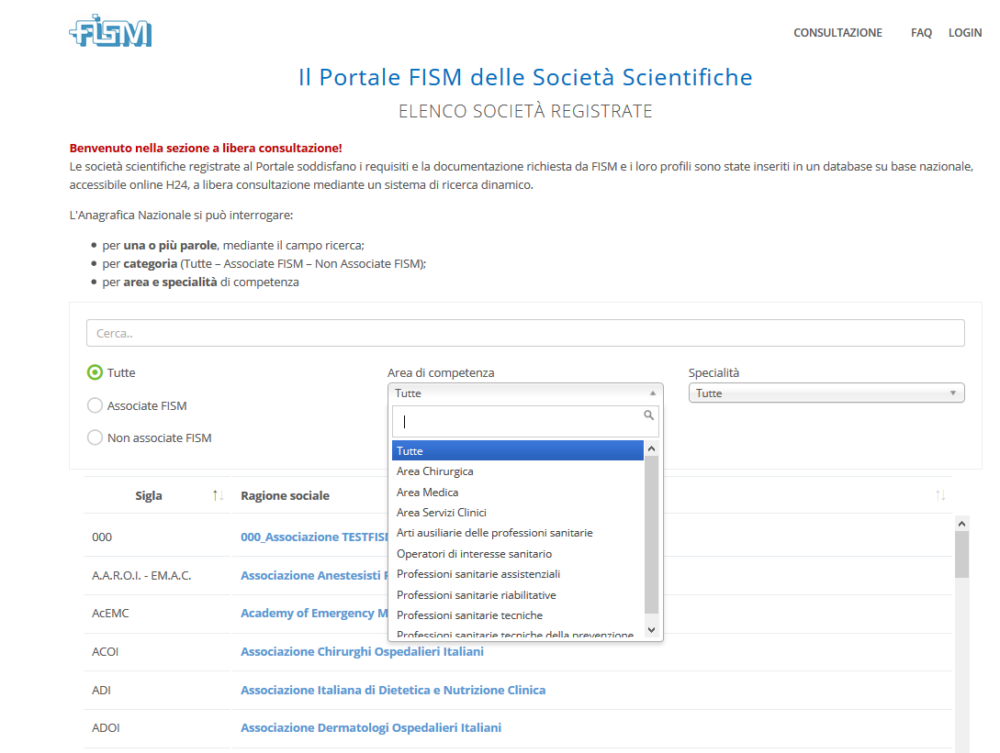 FISM
CONSULTAZIONE FAQ LOGIN
Il Portale FISM delle Società Scientifiche
ELENCO SOCIETÀ REGISTRATE
Benvenuto nella sezione a libera consultazione!
Le società scientifiche registrate al Portale soddisfano i requisiti e la documentazione richiesta da FISM e i loro profili sono state inseriti in un database su base nazionale,
accessibile online H24, a libera consultazione mediante un sistema di ricerca dinamico.
L'Anagrafica Nazionale si può interrogare:
• per una o più parole, mediante il campo ricerca;
• per categoria (Tutte – Associate FISM – Non Associate FISM);
• per area e specialità di competenza
Cerca..
Tutte
Associate FISM
Non associate FISM
Area di competenza
Tutte
Tutte
Area Chirurgica
Area Medica
Area Servizi Clinici
Arti ausiliarie delle professioni sanitarie
Operatori di interesse sanitario
Professioni sanitarie assistenziali
Professioni sanitarie riabilitative
Professioni sanitarie tecniche
Professioni sanitarie tecniche della prevenzione
Specialità
Tutte
Sigla Ragione sociale
000 000_Associazione
A.A.R.O.I. - EM.A.C. Associazione Anestesisti
AcEMC Academy of Emergency
ACOI Associazione Chirurghi Ospedalieri Italiani
ADI Associazione Italiana di Dietetica e Nutrizione Clinica
ADOI Associazione Dermatologi Ospedalieri Italiani